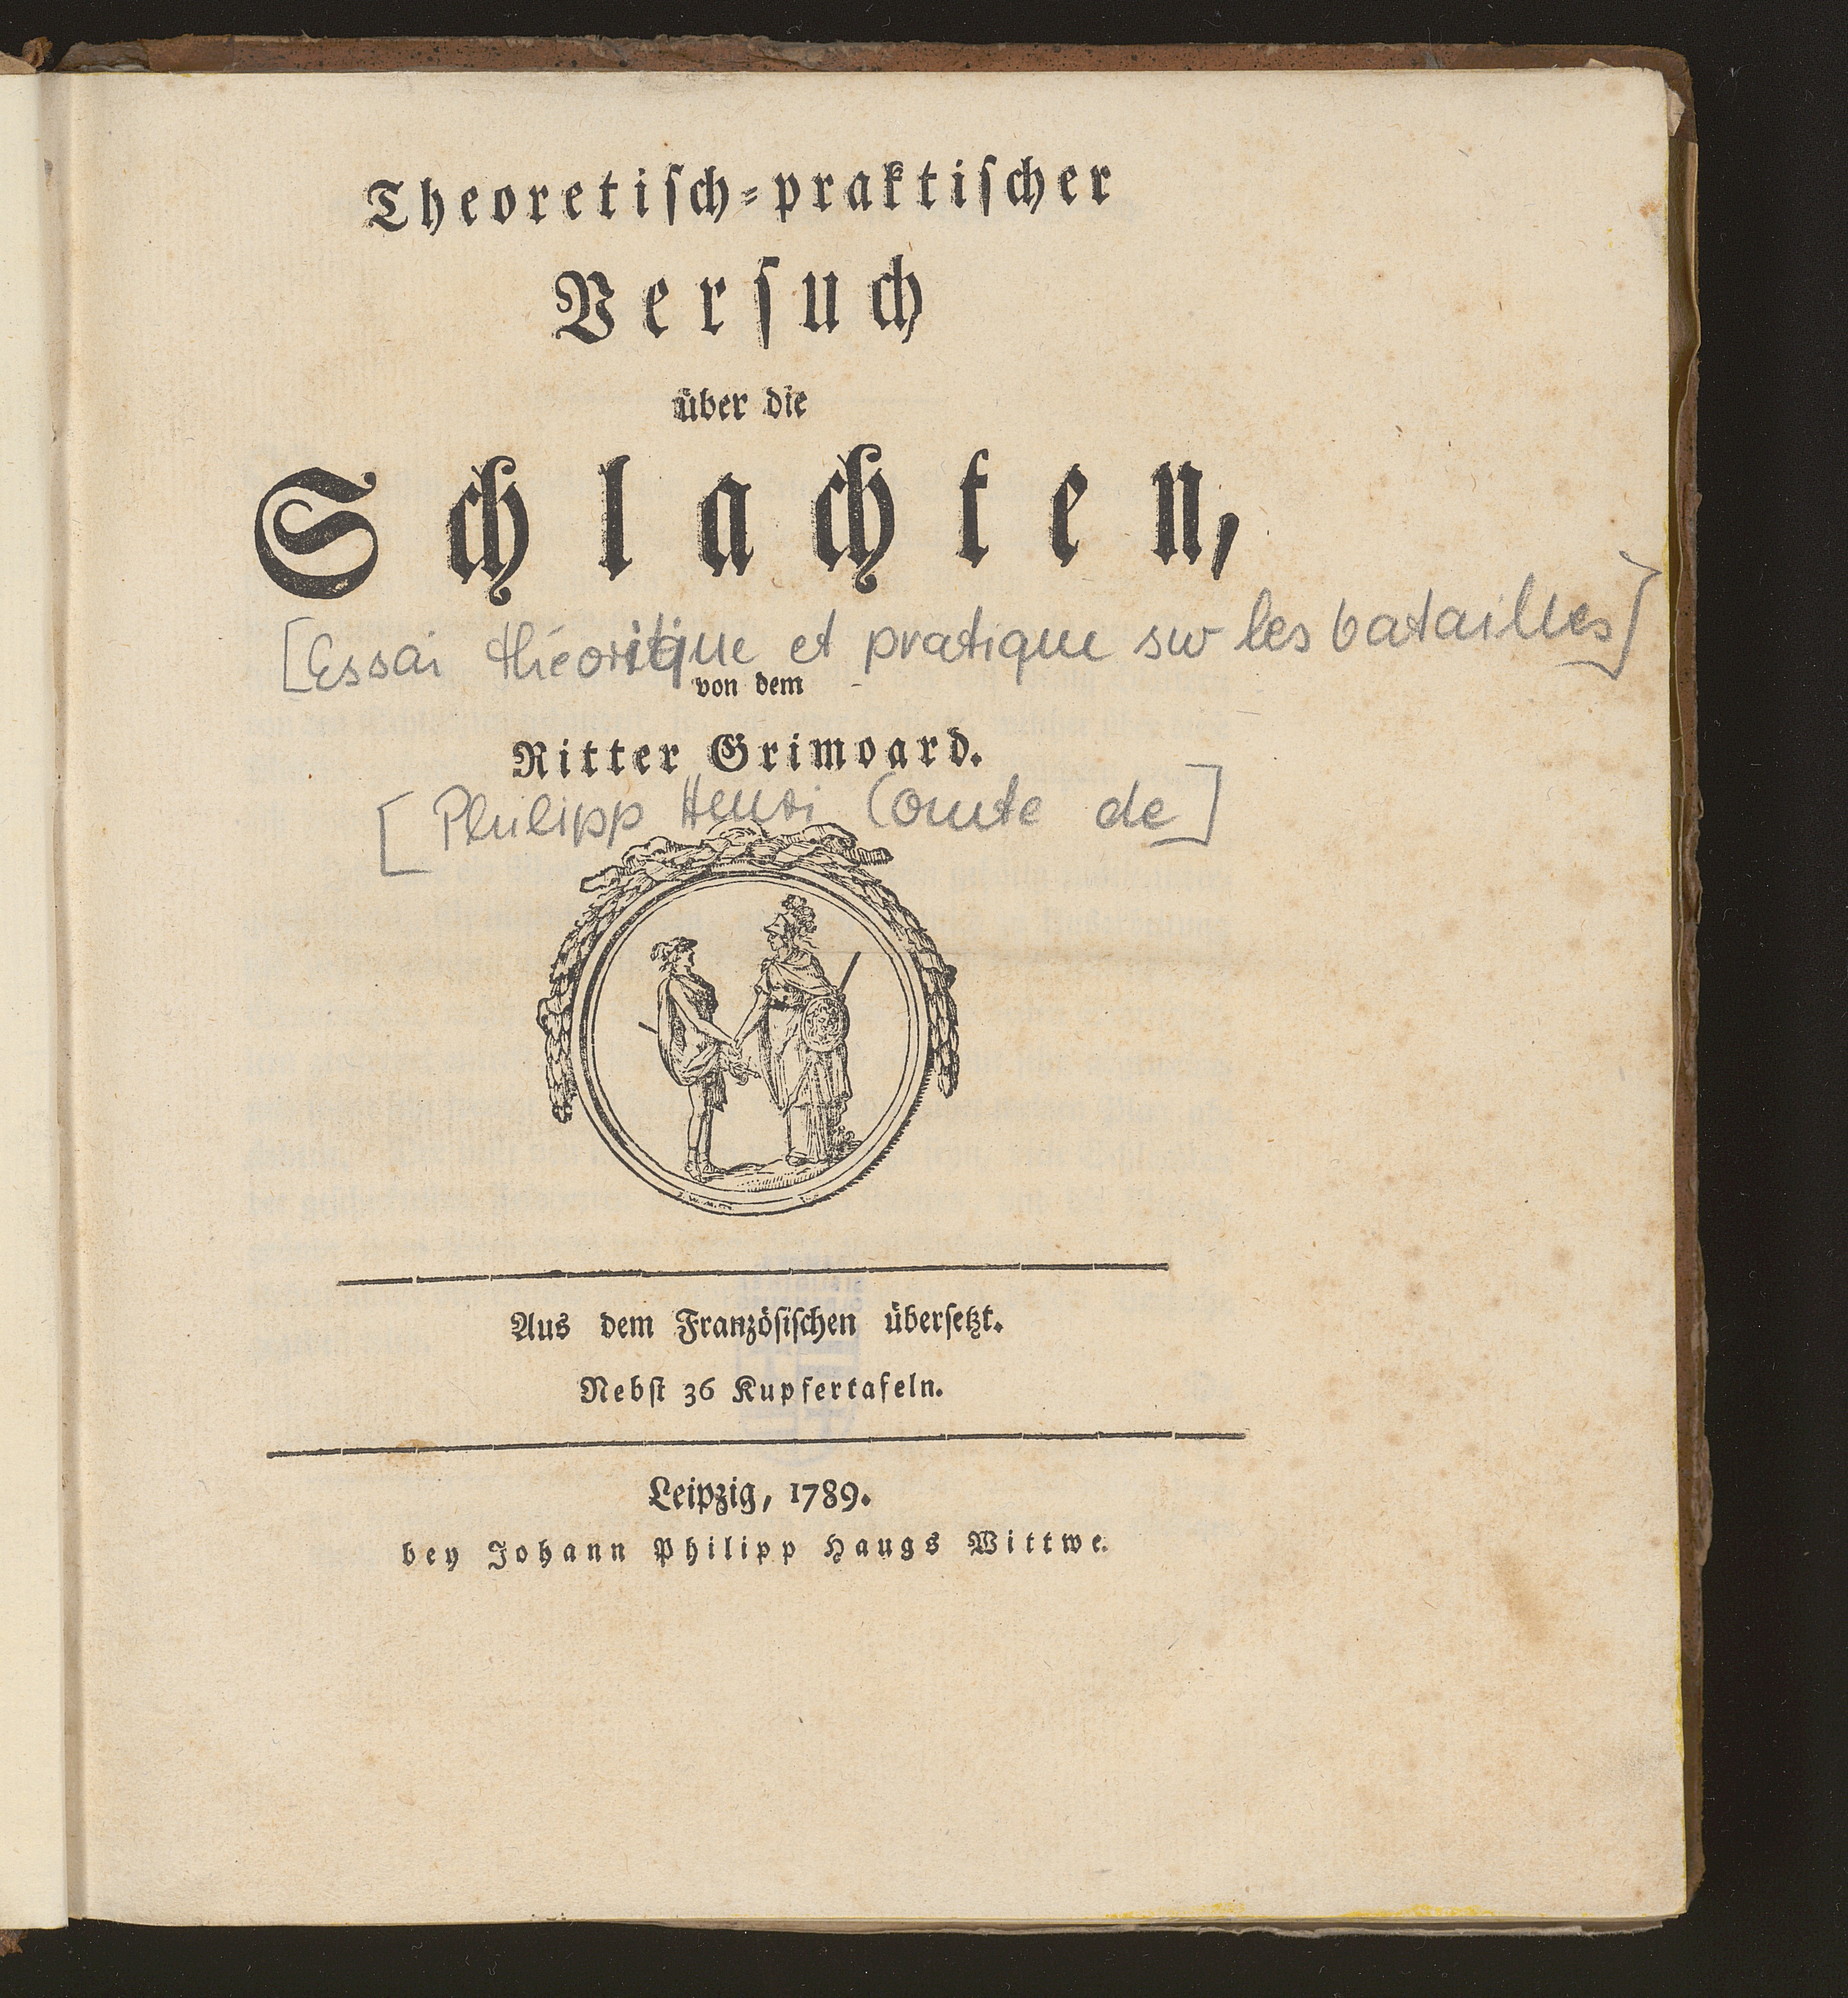 Theoretisch-praktischer
Versuch
über die
Schlachten,
[Essai théoritique et pratique sur les batailles]
von dem
Ritter Grimoard.
[Philipp Henri Comte de]
Aus dem Französischen übersetzt.
Nebst 36 Kupfertafeln.
Leipzig, 1789.
bey Johann Philipp Haugs Wittwe.